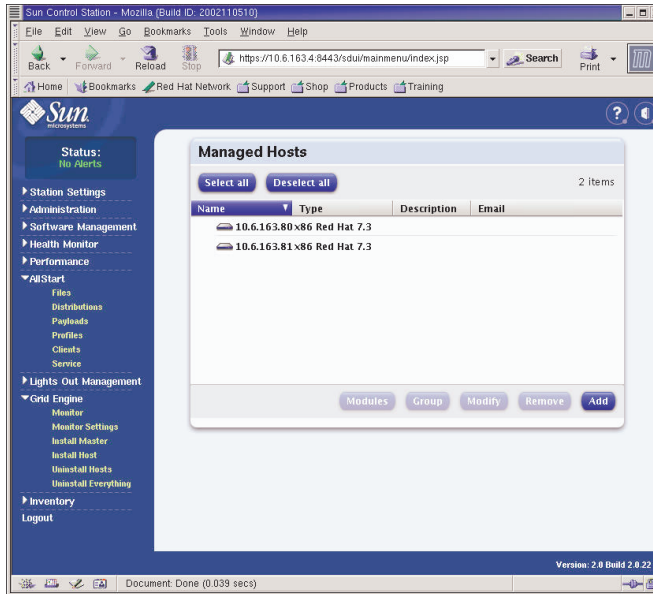 Sun Control Station - Mozilla {Build ID: 2002110510}
File Edit View Go Bookmarks Tools Window Help
Back Forward Reload Stop https://10.6.163.4:8443/sdui/mainmenu/index.jsp Search Print
Home Bookmarks Red Hat Network Support Shop Products Training
Sun
microsystems
?
Status:
No Alerts
Station Settings
Administration
Software Management
Health Monitor
Performance
AllStart
Files
Distributions
Payloads
Profiles
Clients
Service
Lights Out Management
Grid Engine
Monitor
Monitor Settings
Install Master
Install Host
Uninstall Hosts
Uninstall Everything
Inventory
Logout
Managed Hosts
Select all Deselect all 2 items
Name Type Description Email
10.6.163.80 x86 Red Hat 7.3
10.6.163.81 x86 Red Hat 7.3
Modules Group Modify Remove Add
Version: 2.0 Build 2.0.22
Document: Done (0.039 secs)